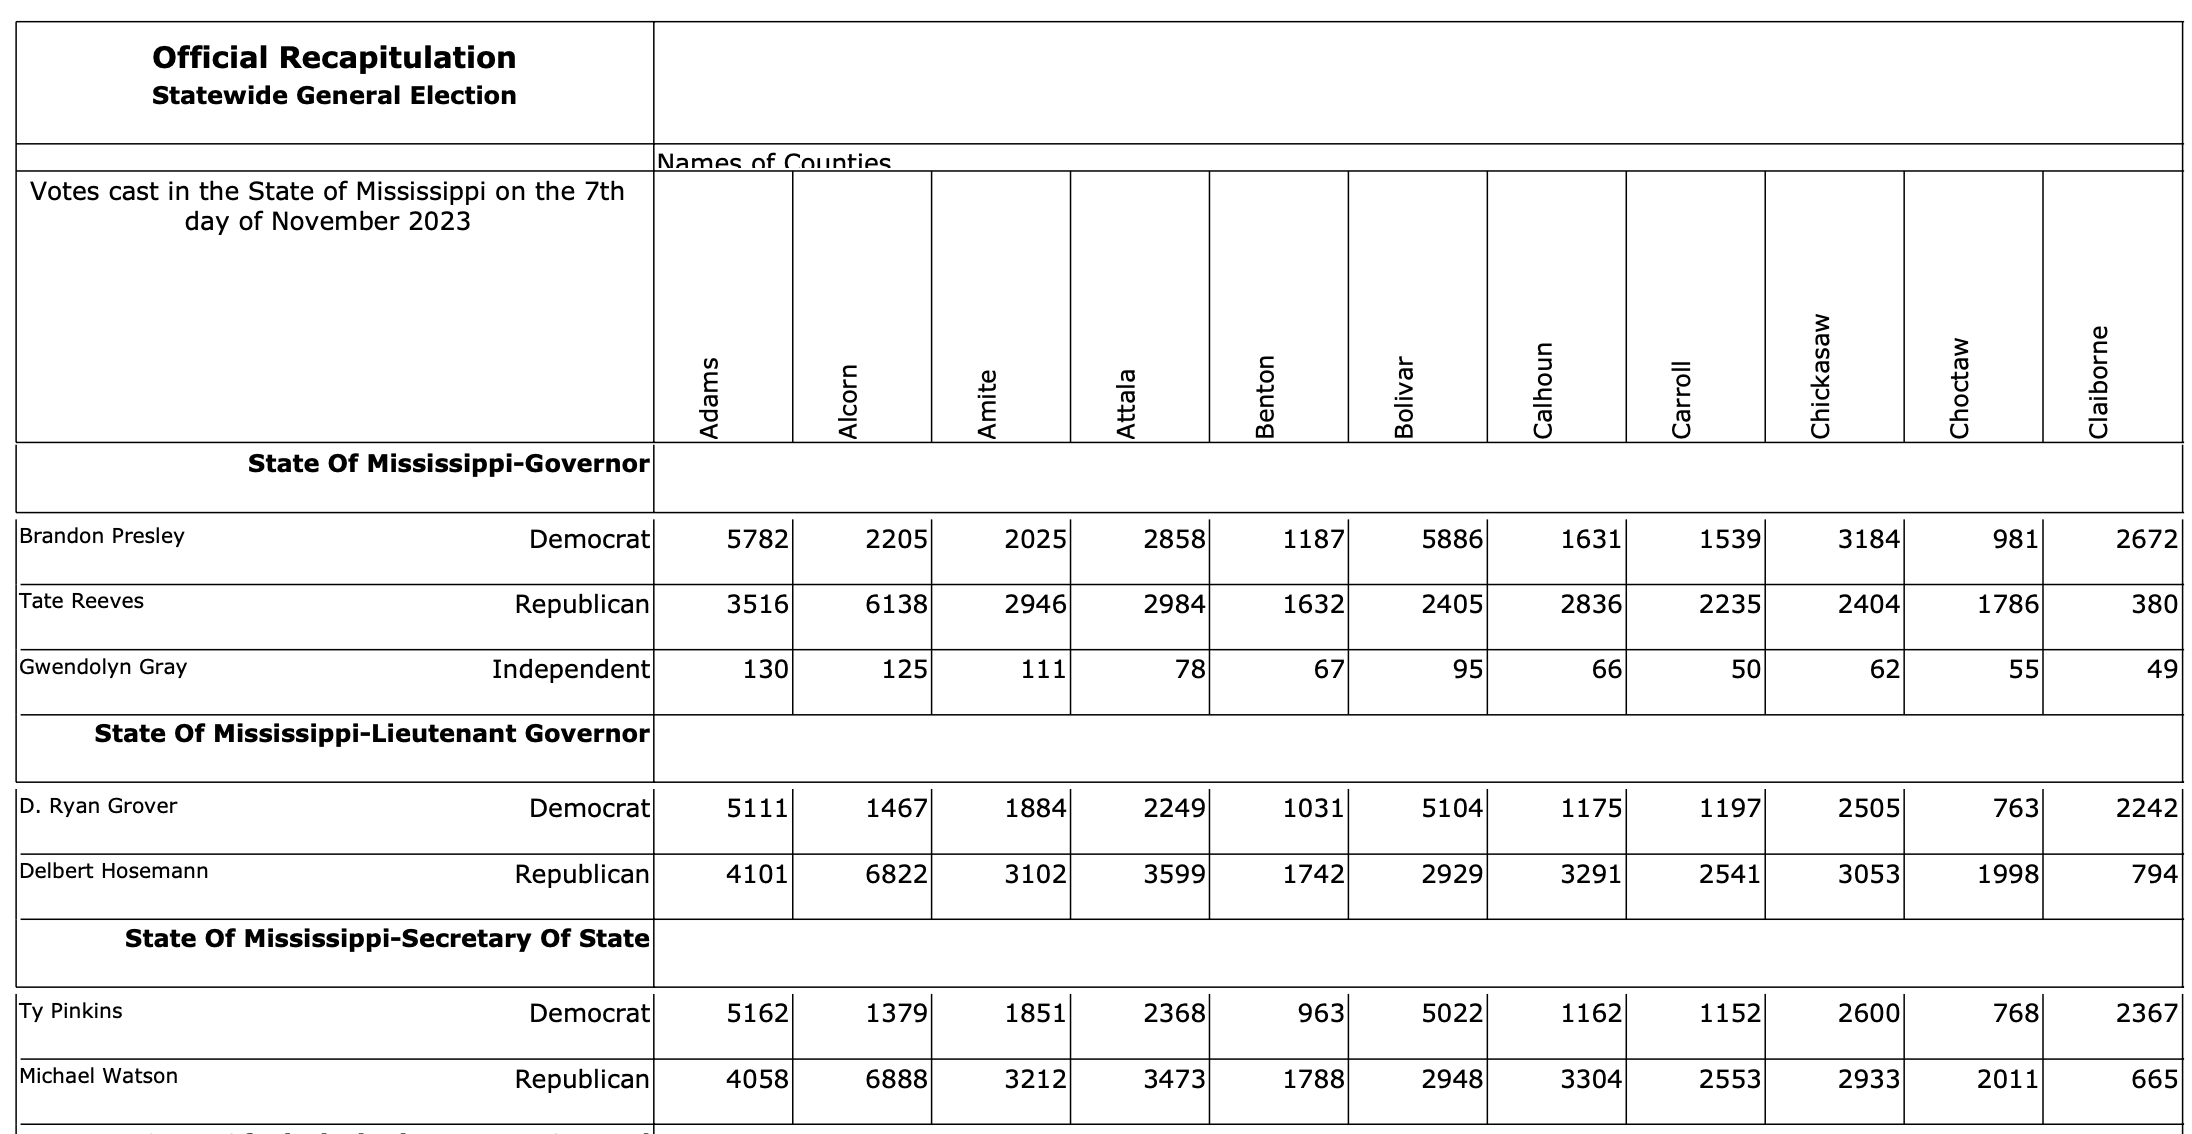 Official Recapitulation
Statewide General Election
Names of Counties
Votes cast in the State of Mississippi on the 7th
day of November 2023
Adams Alcorn Amite Attala Benton Bolivar Calhoun Carroll Chickasaw Choctaw Claiborne
State Of Mississippi-Governor
Brandon Presley Democrat 5782 2205 2025 2858 1187 5886 1631 1539 3184 981 2672
Tate Reeves Republican 3516 6138 2946 2984 1632 2405 2836 2235 2404 1786 380
Gwendolyn Gray Independent 130 125 111 78 67 95 66 50 62 55 49
State Of Mississippi-Lieutenant Governor
D. Ryan Grover Democrat 5111 1467 1884 2249 1031 5104 1175 1197 2505 763 2242
Delbert Hosemann Republican 4101 6822 3102 3599 1742 2929 3291 2541 3053 1998 794
State Of Mississippi-Secretary Of State
Ty Pinkins Democrat 5162 1379 1851 2368 963 5022 1162 1152 2600 768 2367
Michael Watson Republican 4058 6888 3212 3473 1788 2948 3304 2553 2933 2011 665